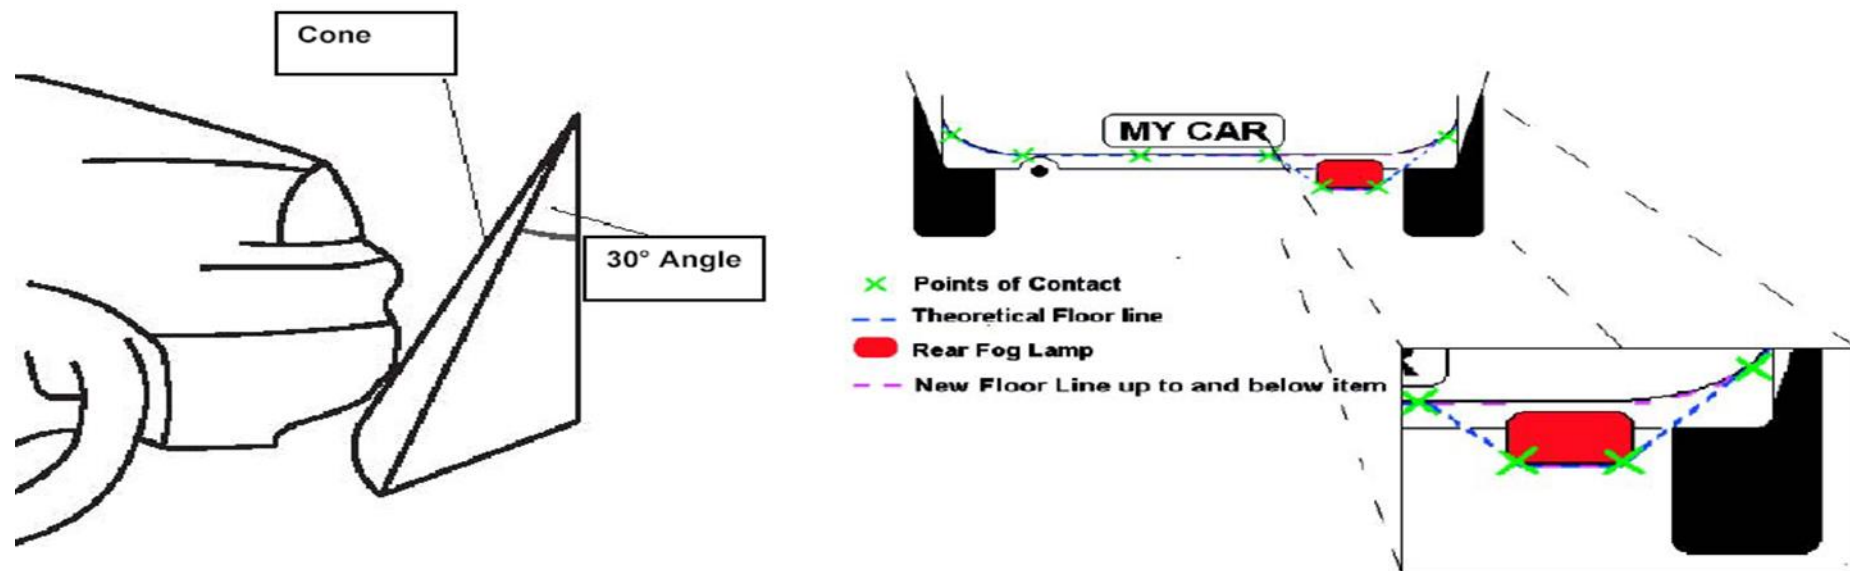 Cone
30° Angle
MY CAR
Points of Contact
Theoretical Floor line
Rear Fog Lamp
New Floor Line up to and below item